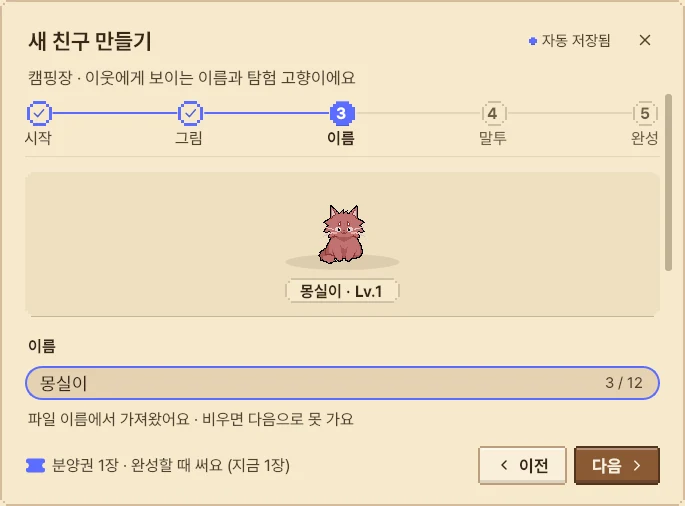 새 친구 만들기
자동 저장됨
캠핑장 · 이웃에게 보이는 이름과 탐험 고향이에요
3 4 5
시작 그림 이름 말투 완성
몽실이 · Lv.1
이름
몽실이 3 / 12
파일 이름에서 가져왔어요 · 비우면 다음으로 못 가요
분양권 1장 · 완성할 때 써요 (지금 1장)
이전 다음